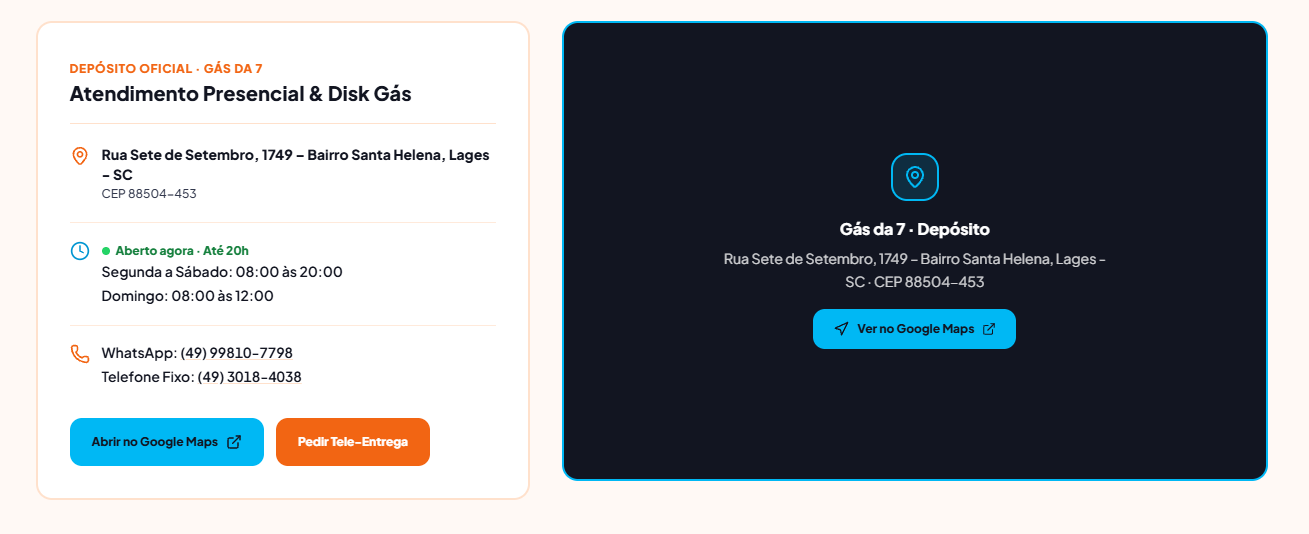 DEPÓSITO OFICIAL · GÁS DA 7
Atendimento Presencial & Disk Gás
Rua Sete de Setembro, 1749 – Bairro Santa Helena, Lages
– SC
CEP 88504-453
Aberto agora · Até 20h
Segunda a Sábado: 08:00 às 20:00
Domingo: 08:00 às 12:00
WhatsApp: (49) 99810-7798
Telefone Fixo: (49) 3018-4038
Abrir no Google Maps
Pedir Tele-Entrega
Gás da 7 · Depósito
Rua Sete de Setembro, 1749 – Bairro Santa Helena, Lages –
SC · CEP 88504-453
Ver no Google Maps